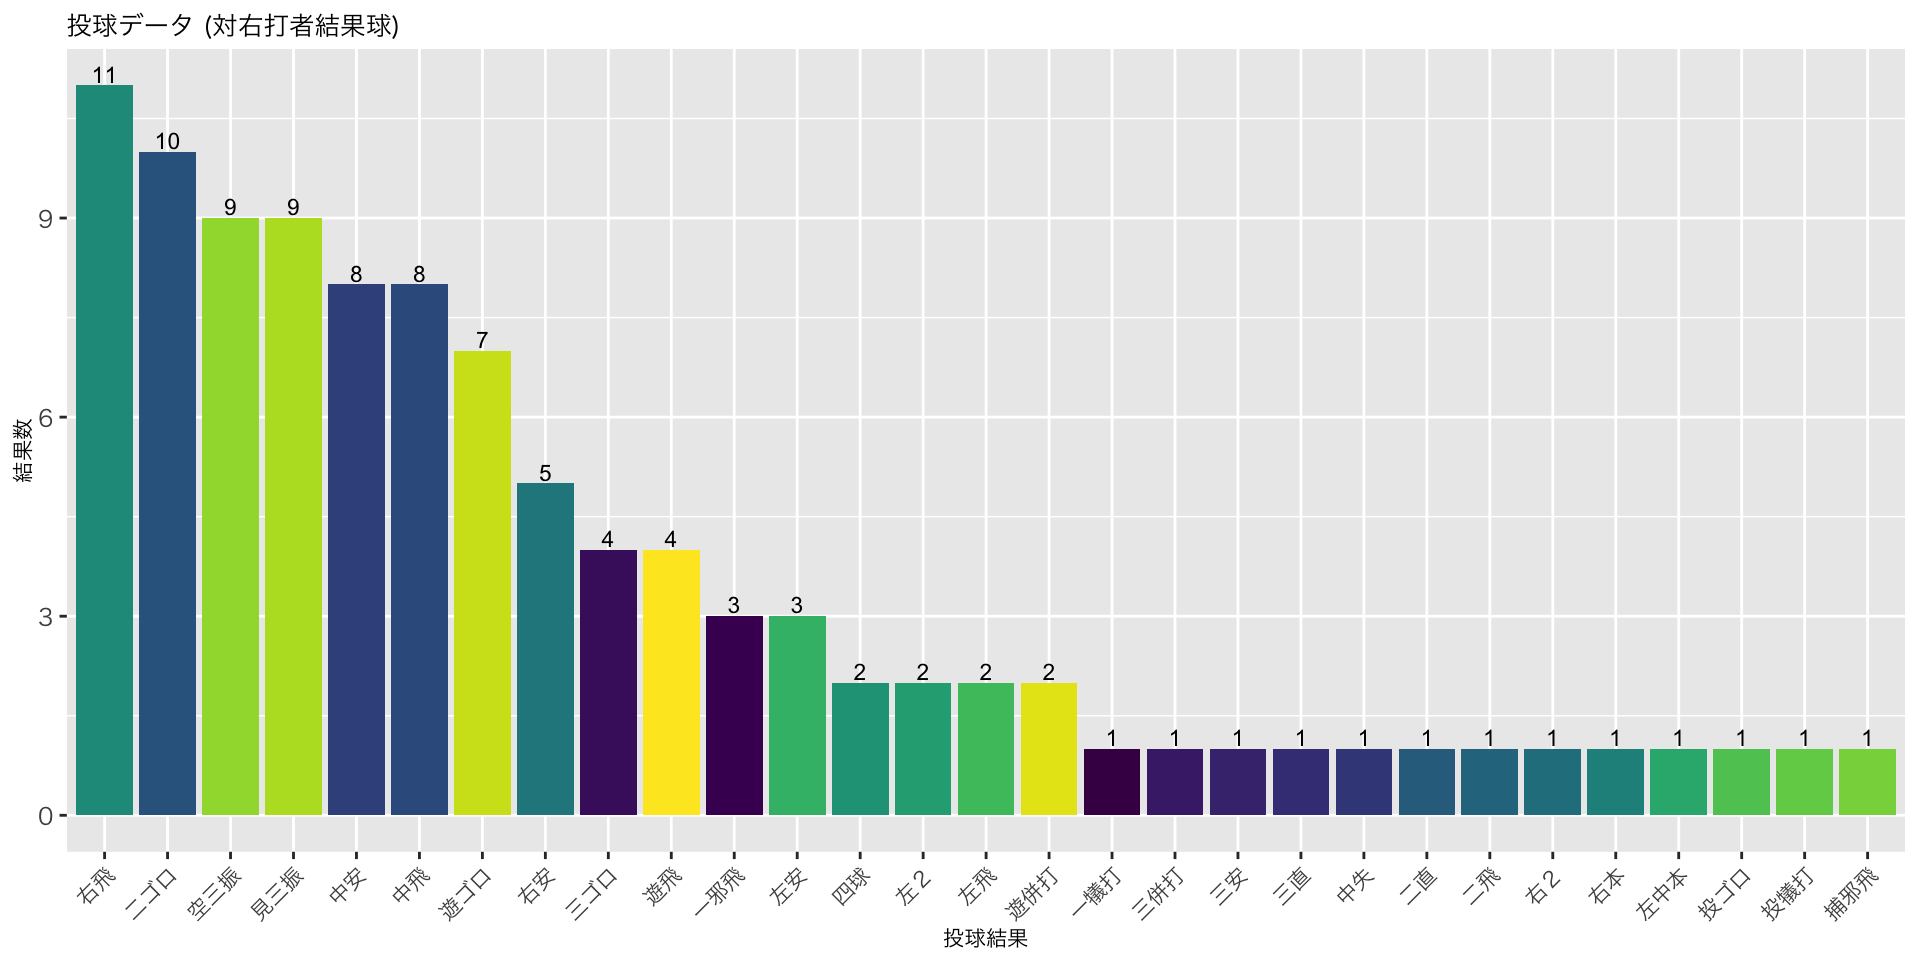 投球データ (対右打者結果球)
結果数
9
6
3
0
11
10
9
9
8
8
7
5
4
4
3
3
2
2
2
2
1
1
1
1
1
1
1
1
1
1
1
1
1
右飛
二ゴロ
空三振
見三振
中安
中飛
遊ゴロ
右安
三ゴロ
遊飛
一邪飛
左安
四球
左２
左飛
遊併打
一犠打
三併打
三安
三直
中失
二直
二飛
右２
右本
左中本
投ゴロ
投犠打
捕邪飛
投球結果